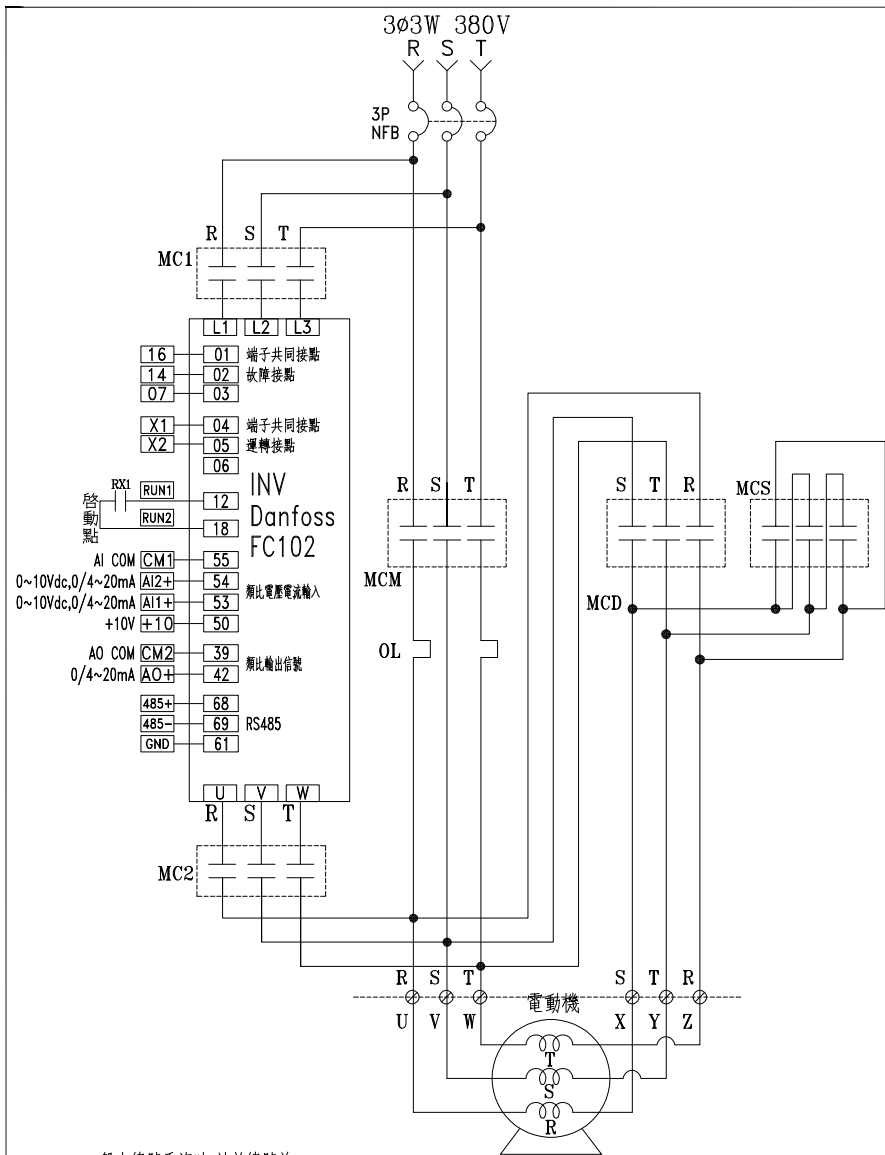 3ø3W 380V
R S T
3P
NFB
R S T
MC1
L1 L2 L3
16 01 端子共同接點
14 02 故障接點
07 03
X1 04 端子共同接點
X2 05 運轉接點
06
啓動點
RX1 RUN1 12
RUN2 18
INV
Danfoss
FC102
AI COM CM1 55
0~10Vdc,0/4~20mA AI2+ 54 類比電壓電流輸入
0~10Vdc,0/4~20mA AI1+ 53
+10V +10 50
AO COM CM2 39 類比輸出信號
0/4~20mA AO+ 42
485+ 68
485- 69 RS485
GND 61
U V W
R S T
MC2
R S T
MCM
OL
S T R
MCD
MCS
R S T S T R
電動機
U V W X Y Z
T
S
R